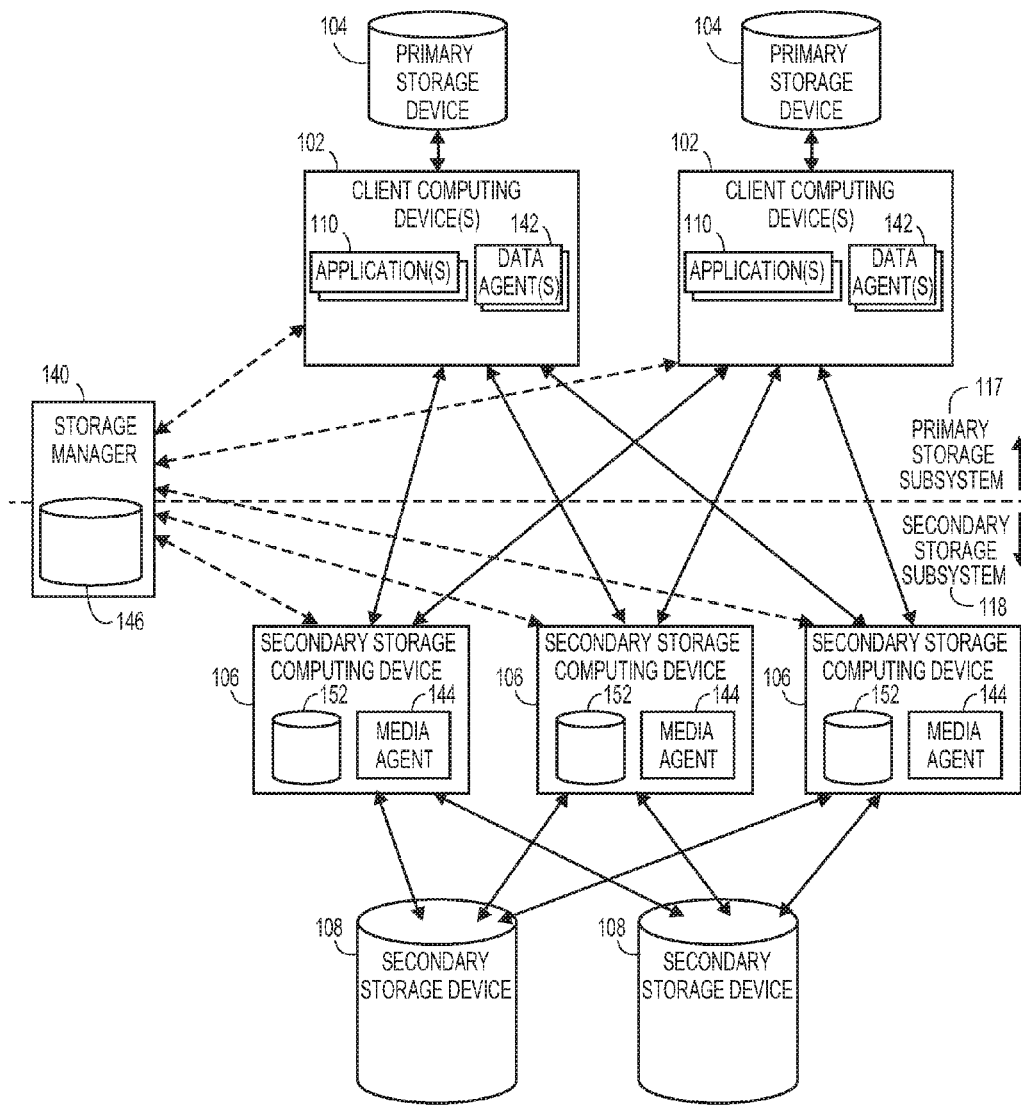 104
PRIMARY
STORAGE
DEVICE
104
PRIMARY
STORAGE
DEVICE
102
CLIENT COMPUTING
DEVICE(S)
110
142
APPLICATION(S)
DATA
AGENT(S)
102
CLIENT COMPUTING
DEVICE(S)
110
142
APPLICATION(S)
DATA
AGENT(S)
140
STORAGE
MANAGER
146
117
PRIMARY
STORAGE
SUBSYSTEM
SECONDARY
STORAGE
SUBSYSTEM
118
SECONDARY STORAGE
COMPUTING DEVICE
106
152
144
MEDIA
AGENT
SECONDARY STORAGE
COMPUTING DEVICE
106
152
144
MEDIA
AGENT
SECONDARY STORAGE
COMPUTING DEVICE
106
152
144
MEDIA
AGENT
108
SECONDARY
STORAGE DEVICE
108
SECONDARY
STORAGE DEVICE